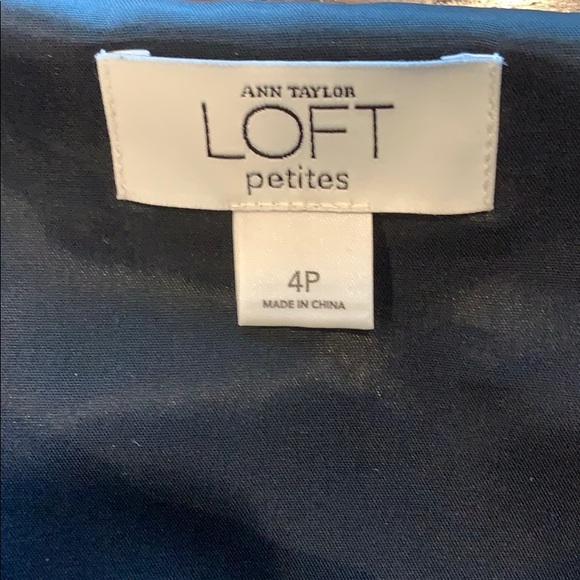 ANN TAYLOR
LOFT
petites
4P
MADE IN CHINA